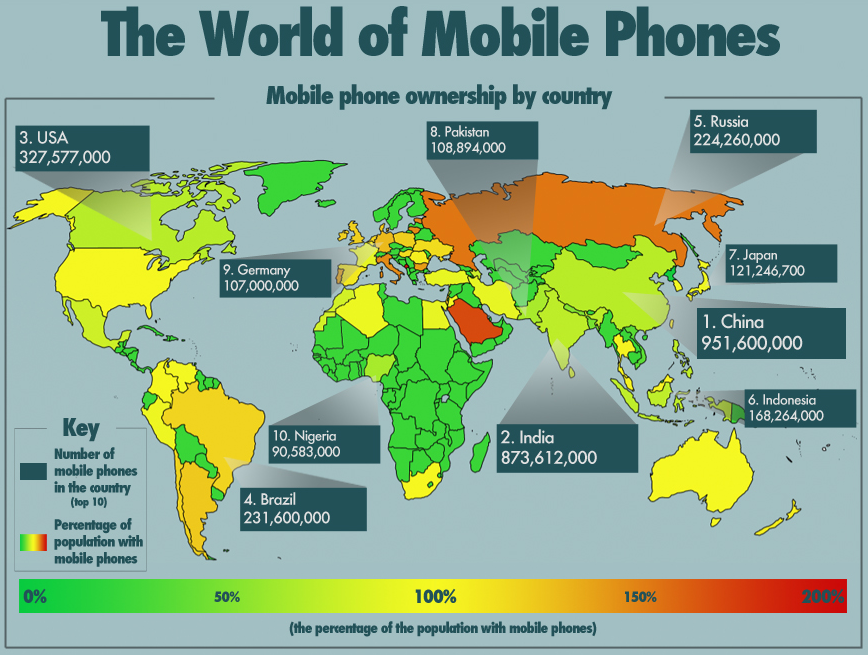 The World of Mobile Phones
Mobile phone ownership by country
3. USA
327,577,000
8. Pakistan
108,894,000
5. Russia
224,260,000
9. Germany
107,000,000
7. Japan
121,246,700
1. China
951,600,000
6. Indonesia
168,264,000
10. Nigeria
90,583,000
2. India
873,612,000
4. Brazil
231,600,000
Key
Number of
mobile phones
in the country
(top 10)
Percentage of
population with
mobile phones
0% 50% 100% 150% 200%
(the percentage of the population with mobile phones)